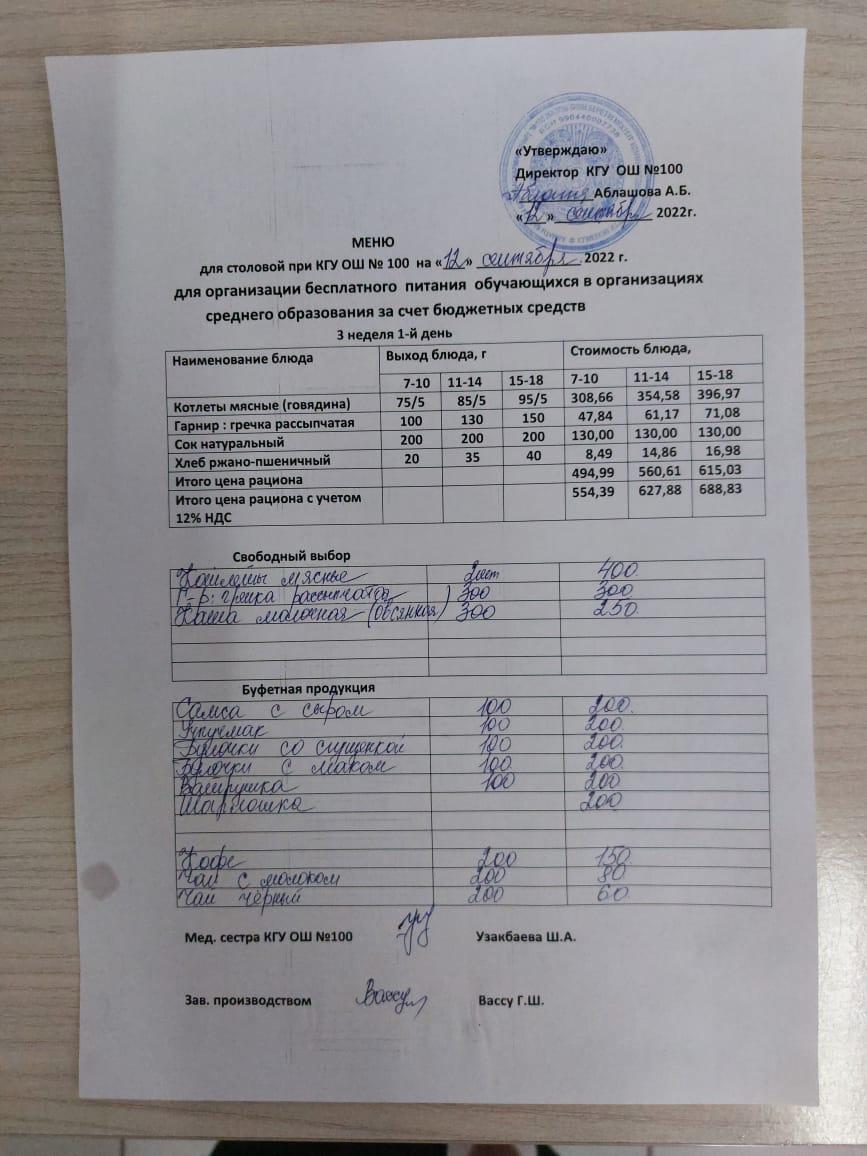 «Утверждаю»
Директор КГУ ОШ №100
Аблашова А.Б.
«12» сентября 2022г.
МЕНЮ
для столовой при КГУ ОШ № 100 на «12» сентября 2022 г.
для организации бесплатного питания обучающихся в организациях
среднего образования за счет бюджетных средств
3 неделя 1-й день
Наименование блюда Выход блюда, г Стоимость блюда,
7-10 11-14 15-18 7-10 11-14 15-18
Котлеты мясные (говядина) 75/5 85/5 95/5 308,66 354,58 396,97
Гарнир : гречка рассыпчатая 100 130 150 47,84 61,17 71,08
Сок натуральный 200 200 200 130,00 130,00 130,00
Хлеб ржано-пшеничный 20 35 40 8,49 14,86 16,98
Итого цена рациона 494,99 560,61 615,03
Итого цена рациона с учетом 554,39 627,88 688,83
12% НДС
Свободный выбор
Котлеты мясные 2шт 400
Г-р: гречка рассыпчатая 300 300
Каша молочная (овсянная) 300 250
Буфетная продукция
Самса с сыром 100 200
100 200
Булочки со сгущенкой 100 200
Булочки с маком 100 200
Ватрушка 100 200
200
Кофе 200 150
Чай с молоком 200 80
Чай чёрный 200 60
Мед. сестра КГУ ОШ №100 Узакбаева Ш.А.
Зав. производством Вассу Вассу Г.Ш.